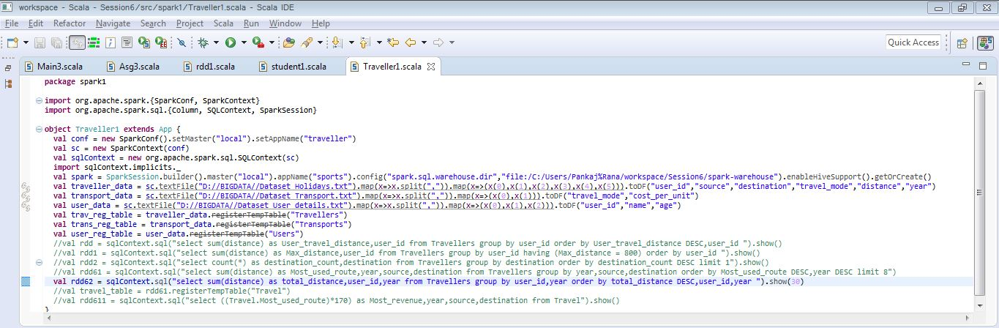 workspace - Scala - Session6/src/spark1/Traveller1.scala - Scala IDE
File Edit Refactor Navigate Search Project Scala Run Window Help
Quick Access
Main3.scala Asg3.scala rdd1.scala student1.scala Traveller1.scala
package spark1
import org.apache.spark.{SparkConf, SparkContext}
import org.apache.spark.sql.{Column, SQLContext, SparkSession}
object Traveller1 extends App {
val conf = new SparkConf().setMaster("local").setAppName("traveller")
val sc = new SparkContext(conf)
val sqlContext = new org.apache.spark.sql.SQLContext(sc)
import sqlContext.implicits._
val spark = SparkSession.builder().master("local").appName("sports").config("spark.sql.warehouse.dir","file:/C:/Users/Pankaj%Rana/workspace/Session6/spark-warehouse").enableHiveSupport().getOrCreate()
val traveller_data = sc.textFile("D://BIGDATA//Dataset_Holidays.txt").map(x=>x.split(",")).map(x=>(x(0),x(1),x(2),x(3),x(4),x(5))).toDF("user_id","source","destination","travel_mode","distance","year")
val transport_data = sc.textFile("D://BIGDATA//Dataset_Transport.txt").map(x=>x.split(",")).map(x=>(x(0),x(1))).toDF("travel_mode","cost_per_unit")
val user_data = sc.textFile("D://BIGDATA//Dataset_User_details.txt").map(x=>x.split(",")).map(x=>(x(0),x(1),x(2))).toDF("user_id","name","age")
val trav_reg_table = traveller_data.registerTempTable("Travellers")
val trans_reg_table = transport_data.registerTempTable("Transports")
val user_reg_table = user_data.registerTempTable("Users")
//val rdd = sqlContext.sql("select sum(distance) as User_travel_distance,user_id from Travellers group by user_id order by User_travel_distance DESC,user_id ").show()
//val rdd1 = sqlContext.sql("select sum(distance) as Max_distance,user_id from Travellers group by user_id having (Max_distance = 800) order by user_id ").show()
//val rdd2 = sqlContext.sql("select count(*) as destination_count,destination from Travellers group by destination order by destination_count DESC limit 1").show()
//val rdd61 = sqlContext.sql("select sum(distance) as Most_used_route,year,source,destination from Travellers group by year,source,destination order by Most_used_route DESC,year DESC limit 8")
val rdd62 = sqlContext.sql("select sum(distance) as total_distance,user_id,year from Travellers group by user_id,year order by total_distance DESC,user_id,year ").show(30)
//val travel_table = rdd61.registerTempTable("Travel")
//val rdd611 = sqlContext.sql("select ((Travel.Most_used_route)*170) as Most_revenue,year,source,destination from Travel").show()
}